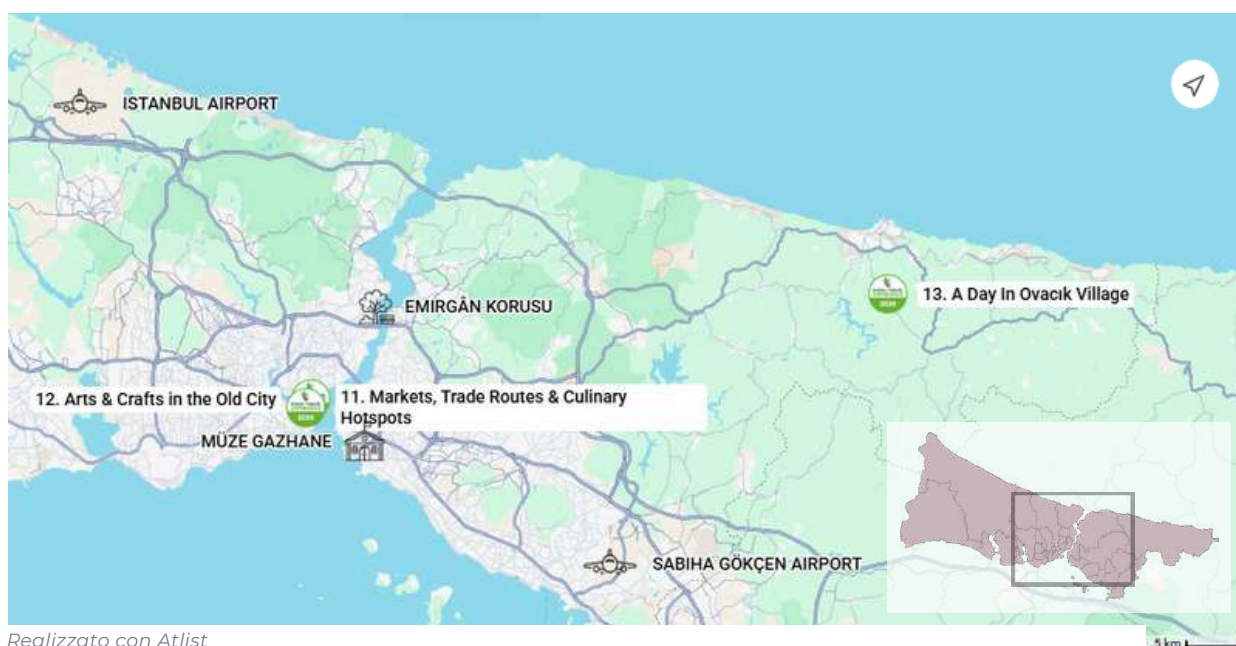 ISTANBUL AIRPORT
EMIRGÂN KORUSU
13. A Day In Ovacık Village
12. Arts & Crafts in the Old City
11. Markets, Trade Routes & Culinary
Hotspots
MÜZE GAZHANE
SABIHA GÖKÇEN AIRPORT
Realizzato con Atlist
5 km